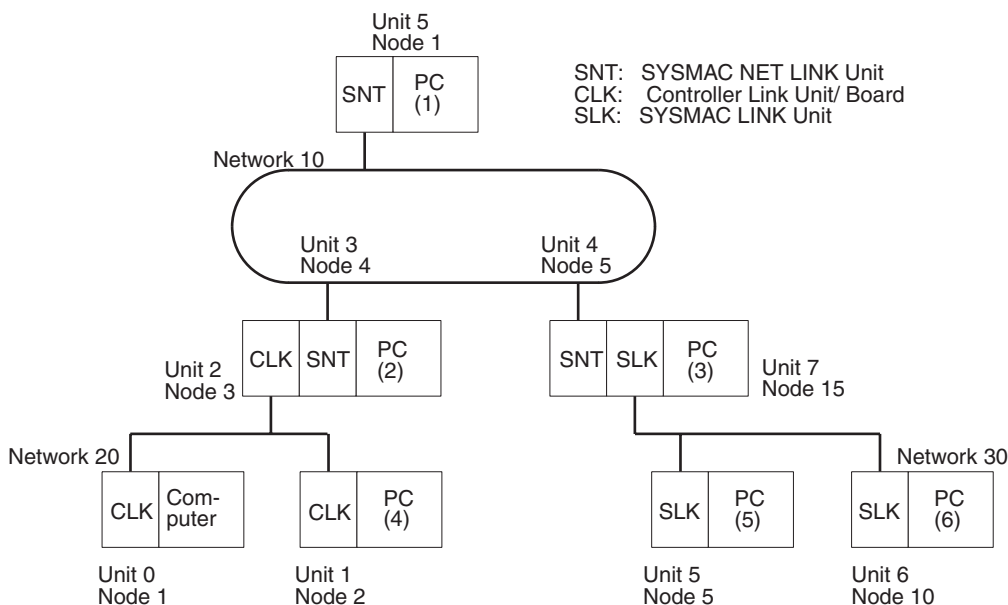 Unit 5
Node 1
SNT
PC
(1)
SNT: SYSMAC NET LINK Unit
CLK: Controller Link Unit/ Board
SLK: SYSMAC LINK Unit
Network 10
Unit 3
Node 4
Unit 4
Node 5
CLK
SNT
PC
(2)
Unit 2
Node 3
SNT
SLK
PC
(3)
Unit 7
Node 15
Network 20
CLK
Com-
puter
CLK
PC
(4)
SLK
PC
(5)
Network 30
SLK
PC
(6)
Unit 0
Node 1
Unit 1
Node 2
Unit 5
Node 5
Unit 6
Node 10